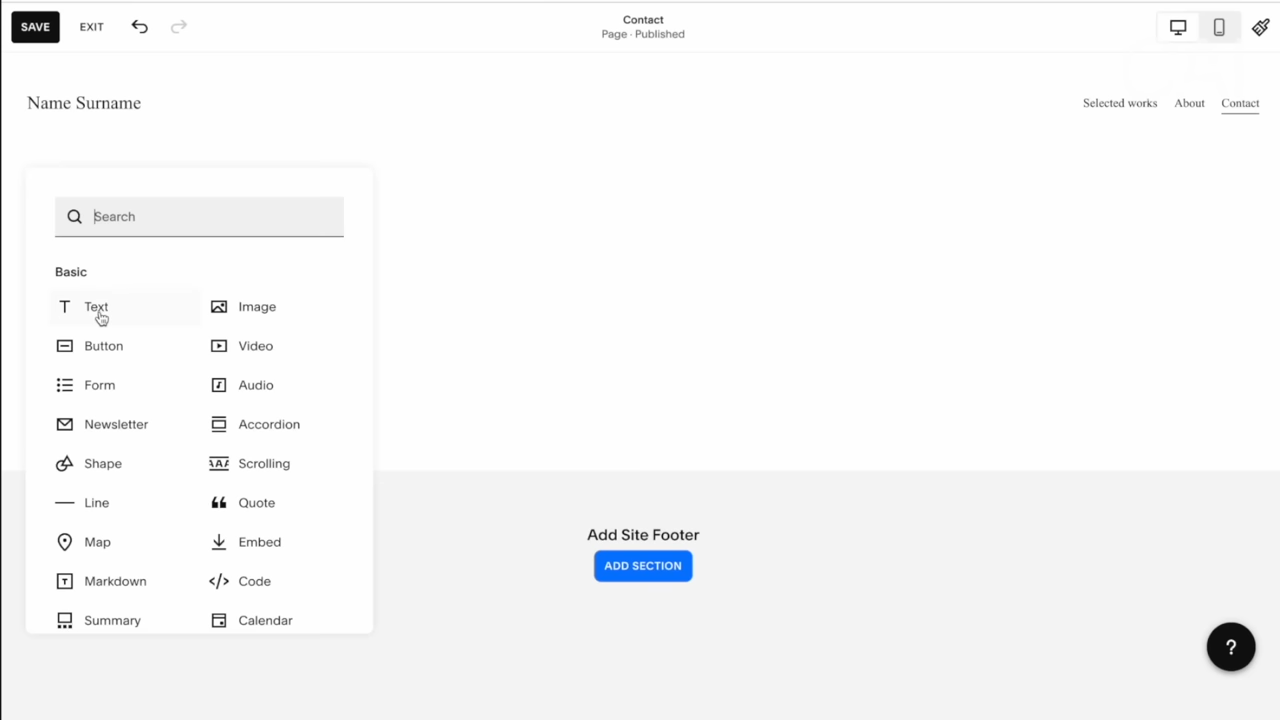 SAVE
EXIT
Contact
Page · Published
Name Surname
Selected works
About
Contact
Search
Basic
Text
Image
Button
Video
Form
Audio
Newsletter
Accordion
Shape
Scrolling
Line
Quote
Map
Embed
Markdown
Code
Summary
Calendar
Add Site Footer
ADD SECTION
?